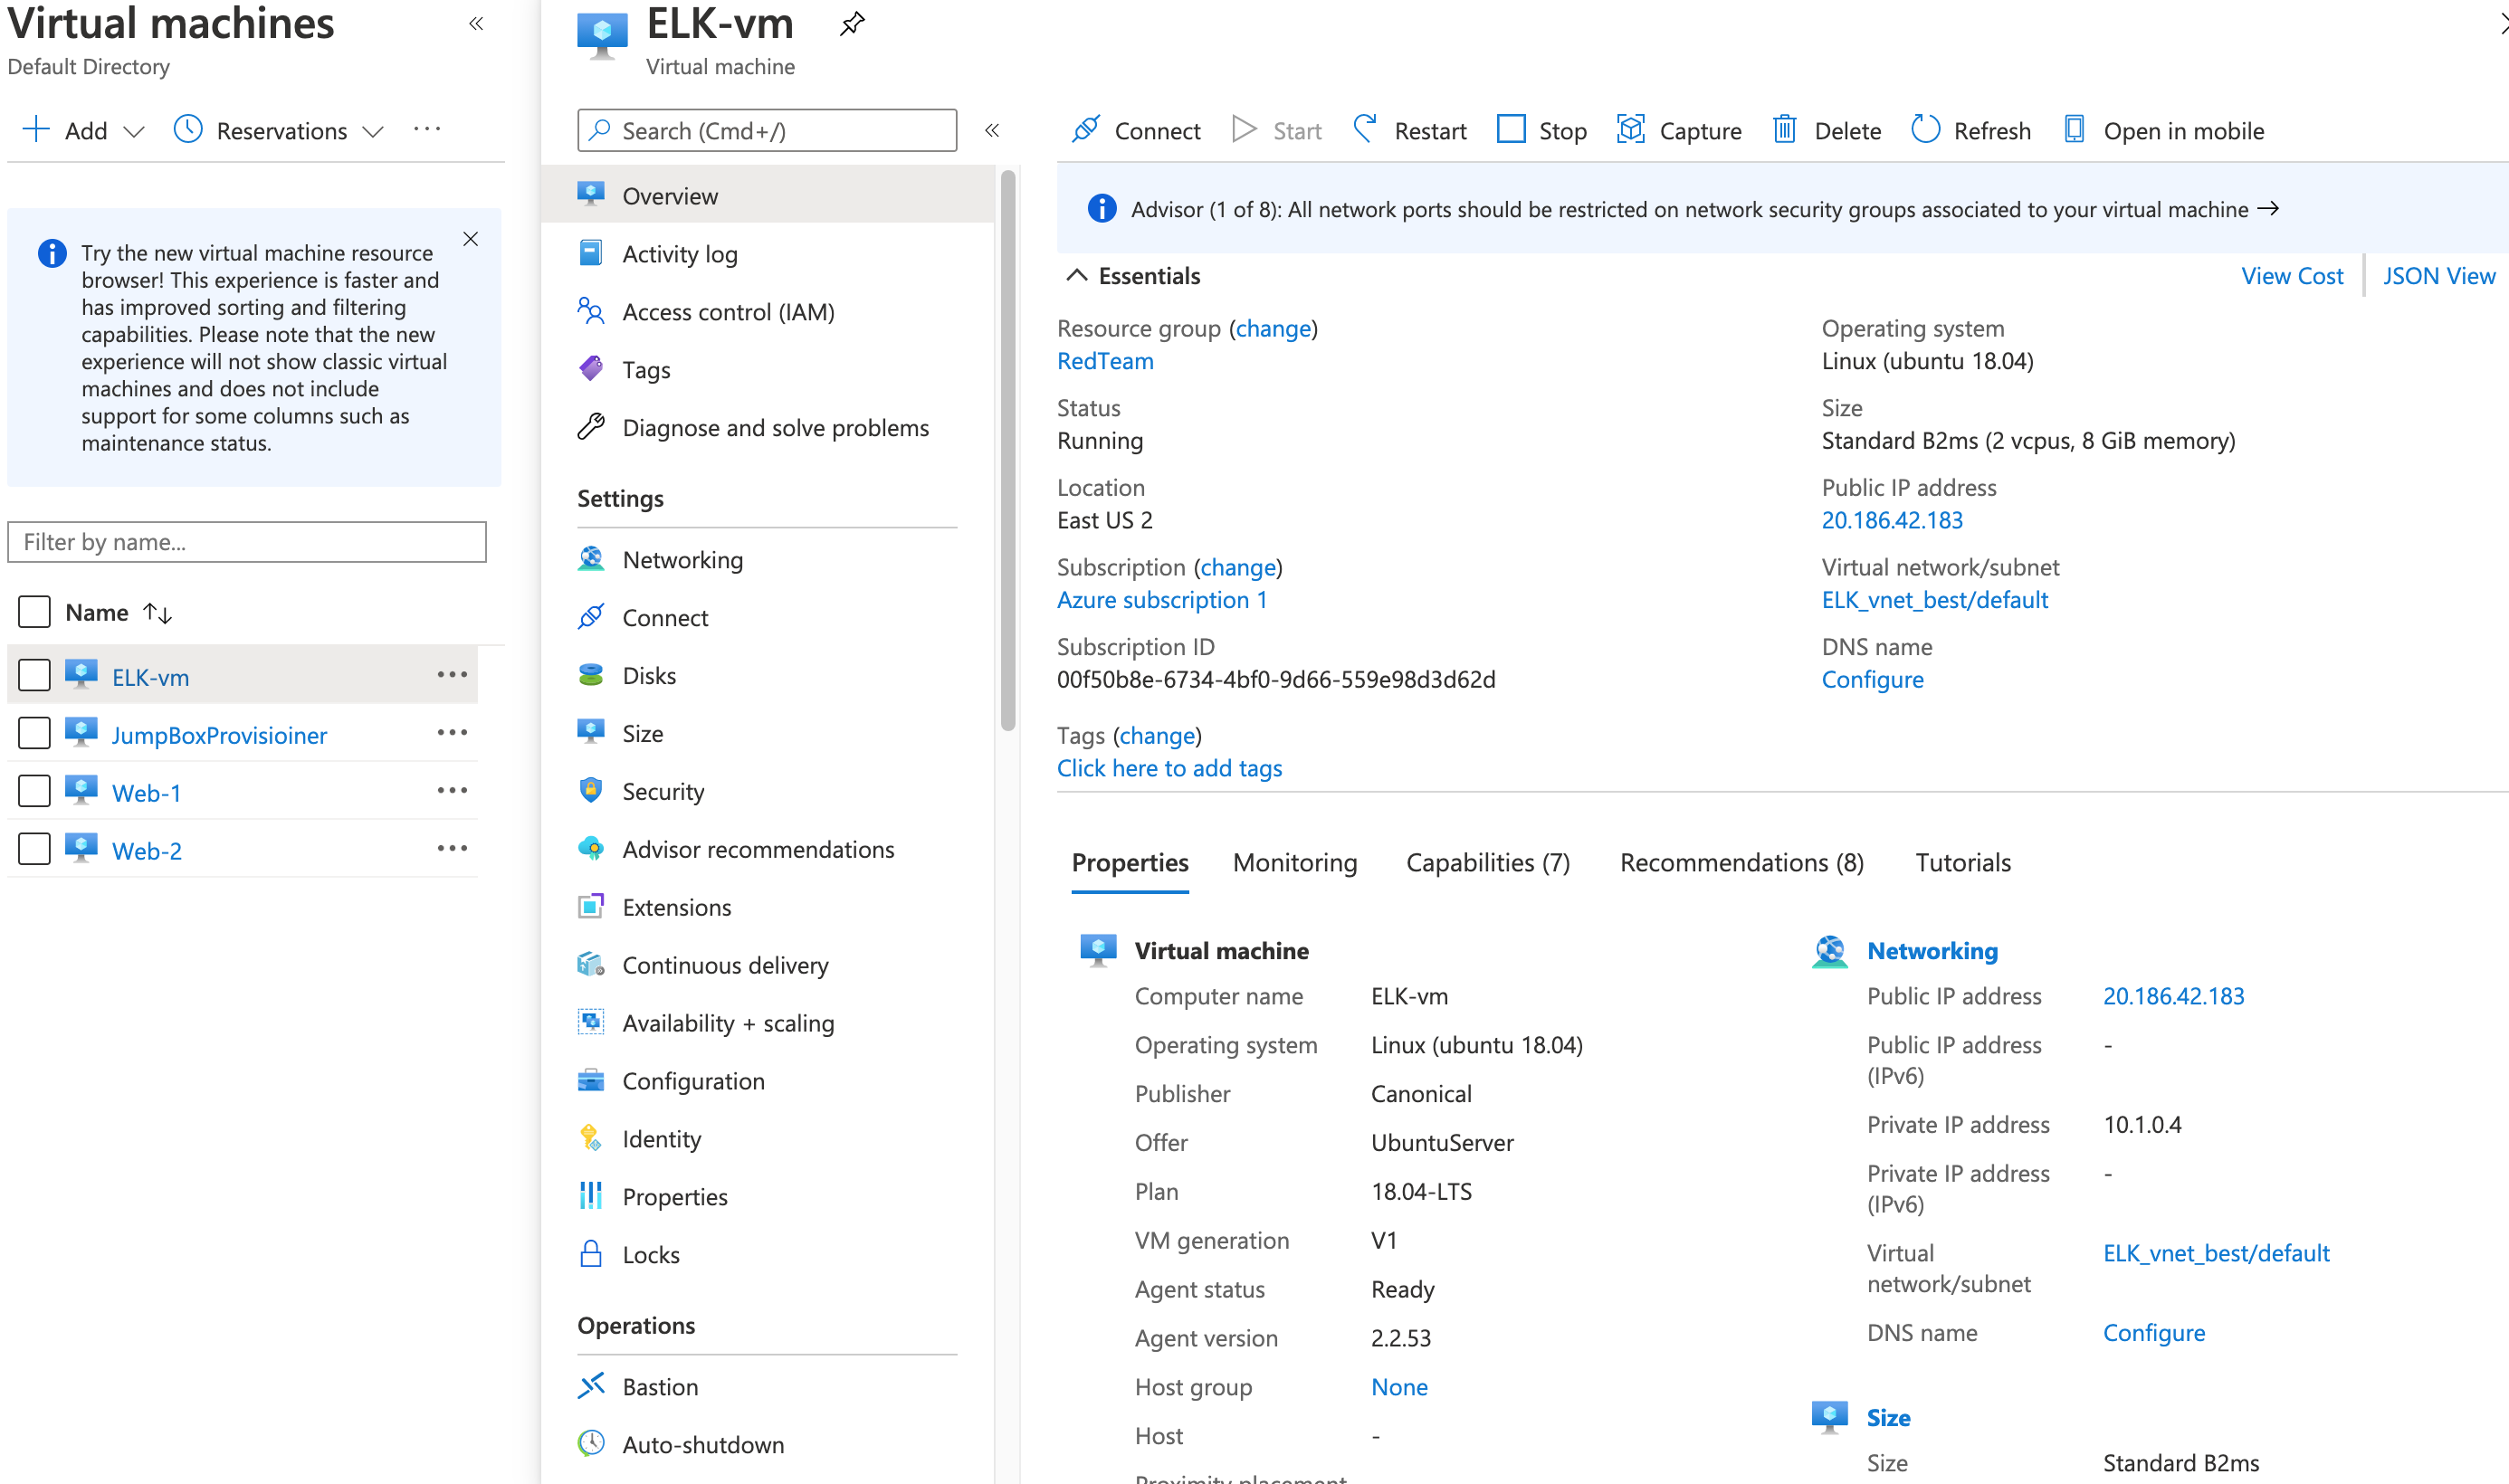 Virtual machines
Default Directory
Add
Reservations
Try the new virtual machine resource
browser! This experience is faster and
has improved sorting and filtering
capabilities. Please note that the new
experience will not show classic virtual
machines and does not include
support for some columns such as
maintenance status.
Filter by name...
Name
ELK-vm
JumpBoxProvisioiner
Web-1
Web-2
ELK-vm
Virtual machine
Search (Cmd+/)
Overview
Activity log
Access control (IAM)
Tags
Diagnose and solve problems
Settings
Networking
Connect
Disks
Size
Security
Advisor recommendations
Extensions
Continuous delivery
Availability + scaling
Configuration
Identity
Properties
Locks
Operations
Bastion
Auto-shutdown
Connect Start Restart Stop Capture Delete Refresh Open in mobile
Advisor (1 of 8): All network ports should be restricted on network security groups associated to your virtual machine →
Essentials
View Cost JSON View
Resource group (change)
RedTeam
Status
Running
Location
East US 2
Subscription (change)
Azure subscription 1
Subscription ID
00f50b8e-6734-4bf0-9d66-559e98d3d62d
Operating system
Linux (ubuntu 18.04)
Size
Standard B2ms (2 vcpus, 8 GiB memory)
Public IP address
20.186.42.183
Virtual network/subnet
ELK_vnet_best/default
DNS name
Configure
Tags (change)
Click here to add tags
Properties Monitoring Capabilities (7) Recommendations (8) Tutorials
Virtual machine
Computer name ELK-vm
Operating system Linux (ubuntu 18.04)
Publisher Canonical
Offer UbuntuServer
Plan 18.04-LTS
VM generation V1
Agent status Ready
Agent version 2.2.53
Host group None
Host -
Proximity placement
Networking
Public IP address 20.186.42.183
Public IP address -
(IPv6)
Private IP address 10.1.0.4
Private IP address -
(IPv6)
Virtual ELK_vnet_best/default
network/subnet
DNS name Configure
Size
Size Standard B2ms